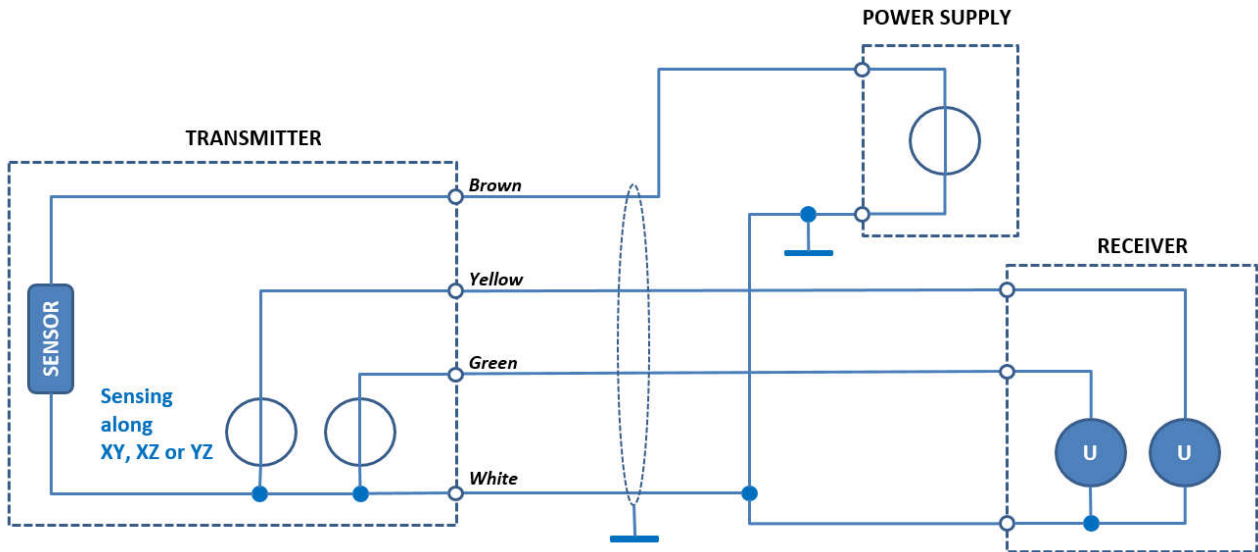 POWER SUPPLY
TRANSMITTER
Brown
Yellow
RECEIVER
SENSOR
Green
Sensing
along
XY, XZ or YZ
U
U
White